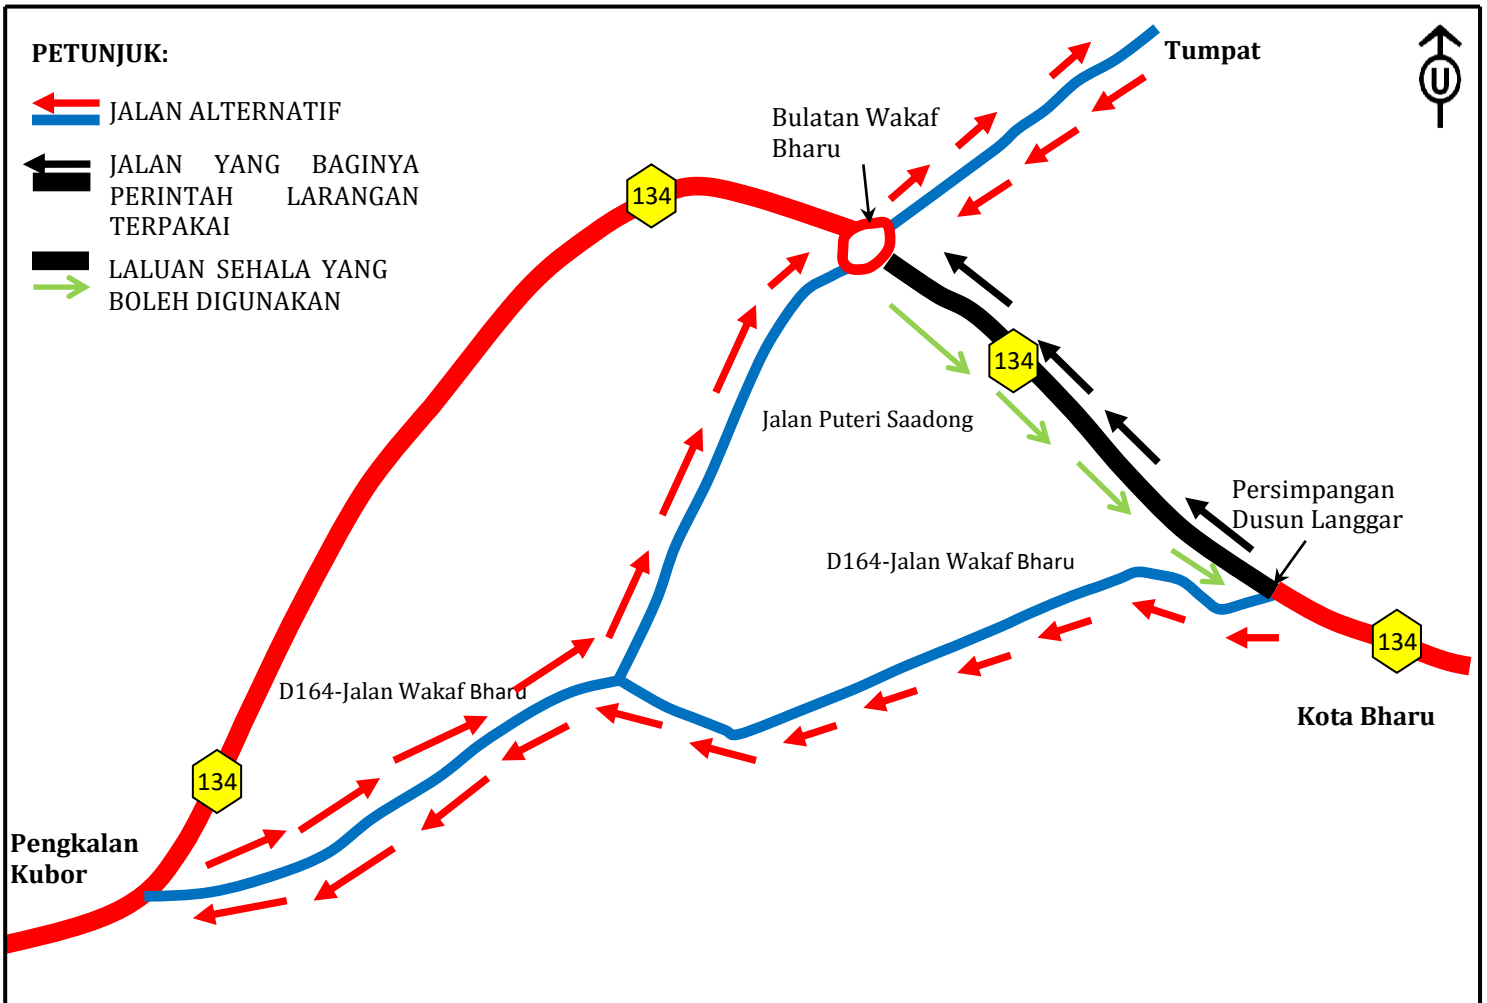 PETUNJUK:
JALAN ALTERNATIF
JALAN YANG BAGINYA
PERINTAH LARANGAN
TERPAKAI
LALUAN SEHALA YANG
BOLEH DIGUNAKAN
Tumpat
U
Bulatan Wakaf
Bharu
134
134
Jalan Puteri Saadong
Persimpangan
Dusun Langgar
D164-Jalan Wakaf Bharu
134
D164-Jalan Wakaf Bharu
Kota Bharu
134
Pengkalan
Kubor